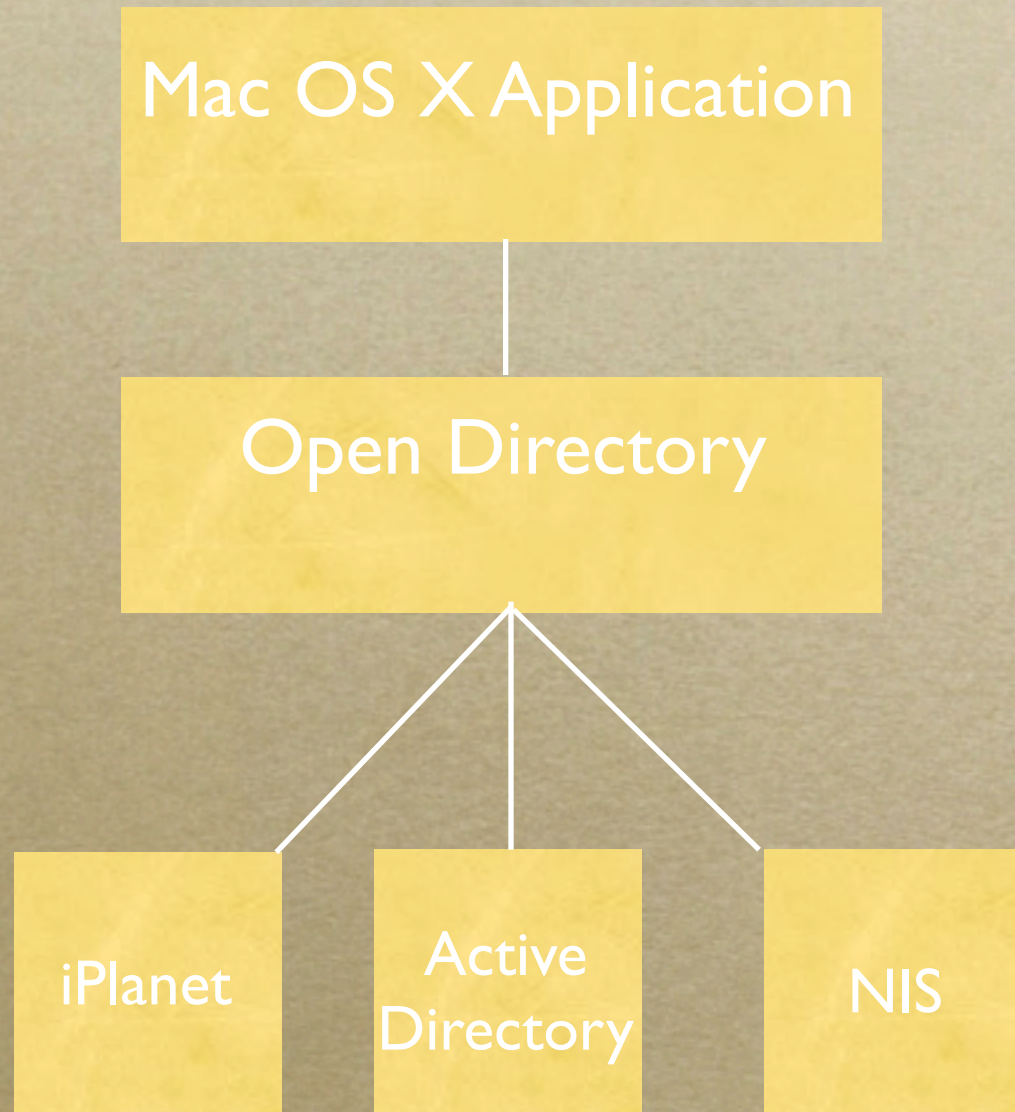 Mac OS X Application
Open Directory
iPlanet
Active
Directory
NIS